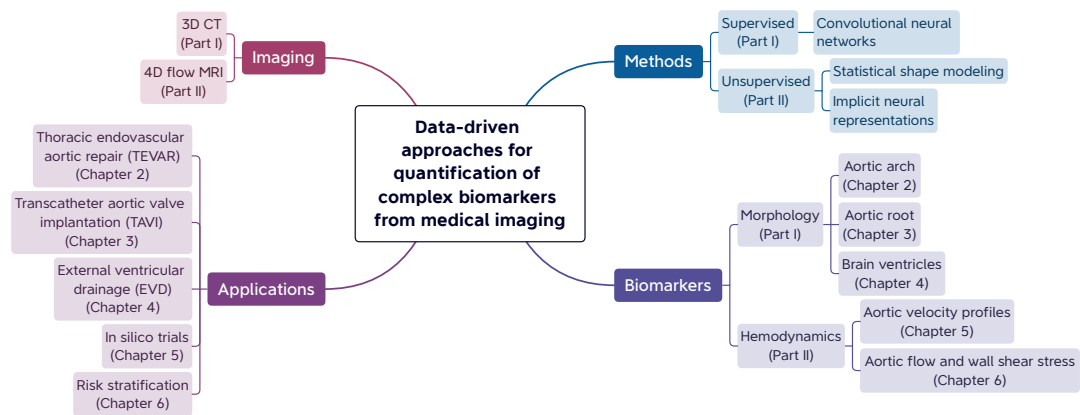 Data-driven
approaches for
quantification of
complex biomarkers
from medical imaging
Imaging
3D CT
(Part I)
4D flow MRI
(Part II)
Methods
Supervised
(Part I)
Convolutional neural
networks
Unsupervised
(Part II)
Statistical shape modeling
Implicit neural
representations
Applications
Thoracic endovascular
aortic repair (TEVAR)
(Chapter 2)
Transcatheter aortic valve
implantation (TAVI)
(Chapter 3)
External ventricular
drainage (EVD)
(Chapter 4)
In silico trials
(Chapter 5)
Risk stratification
(Chapter 6)
Biomarkers
Morphology
(Part I)
Aortic arch
(Chapter 2)
Aortic root
(Chapter 3)
Brain ventricles
(Chapter 4)
Hemodynamics
(Part II)
Aortic velocity profiles
(Chapter 5)
Aortic flow and wall shear stress
(Chapter 6)